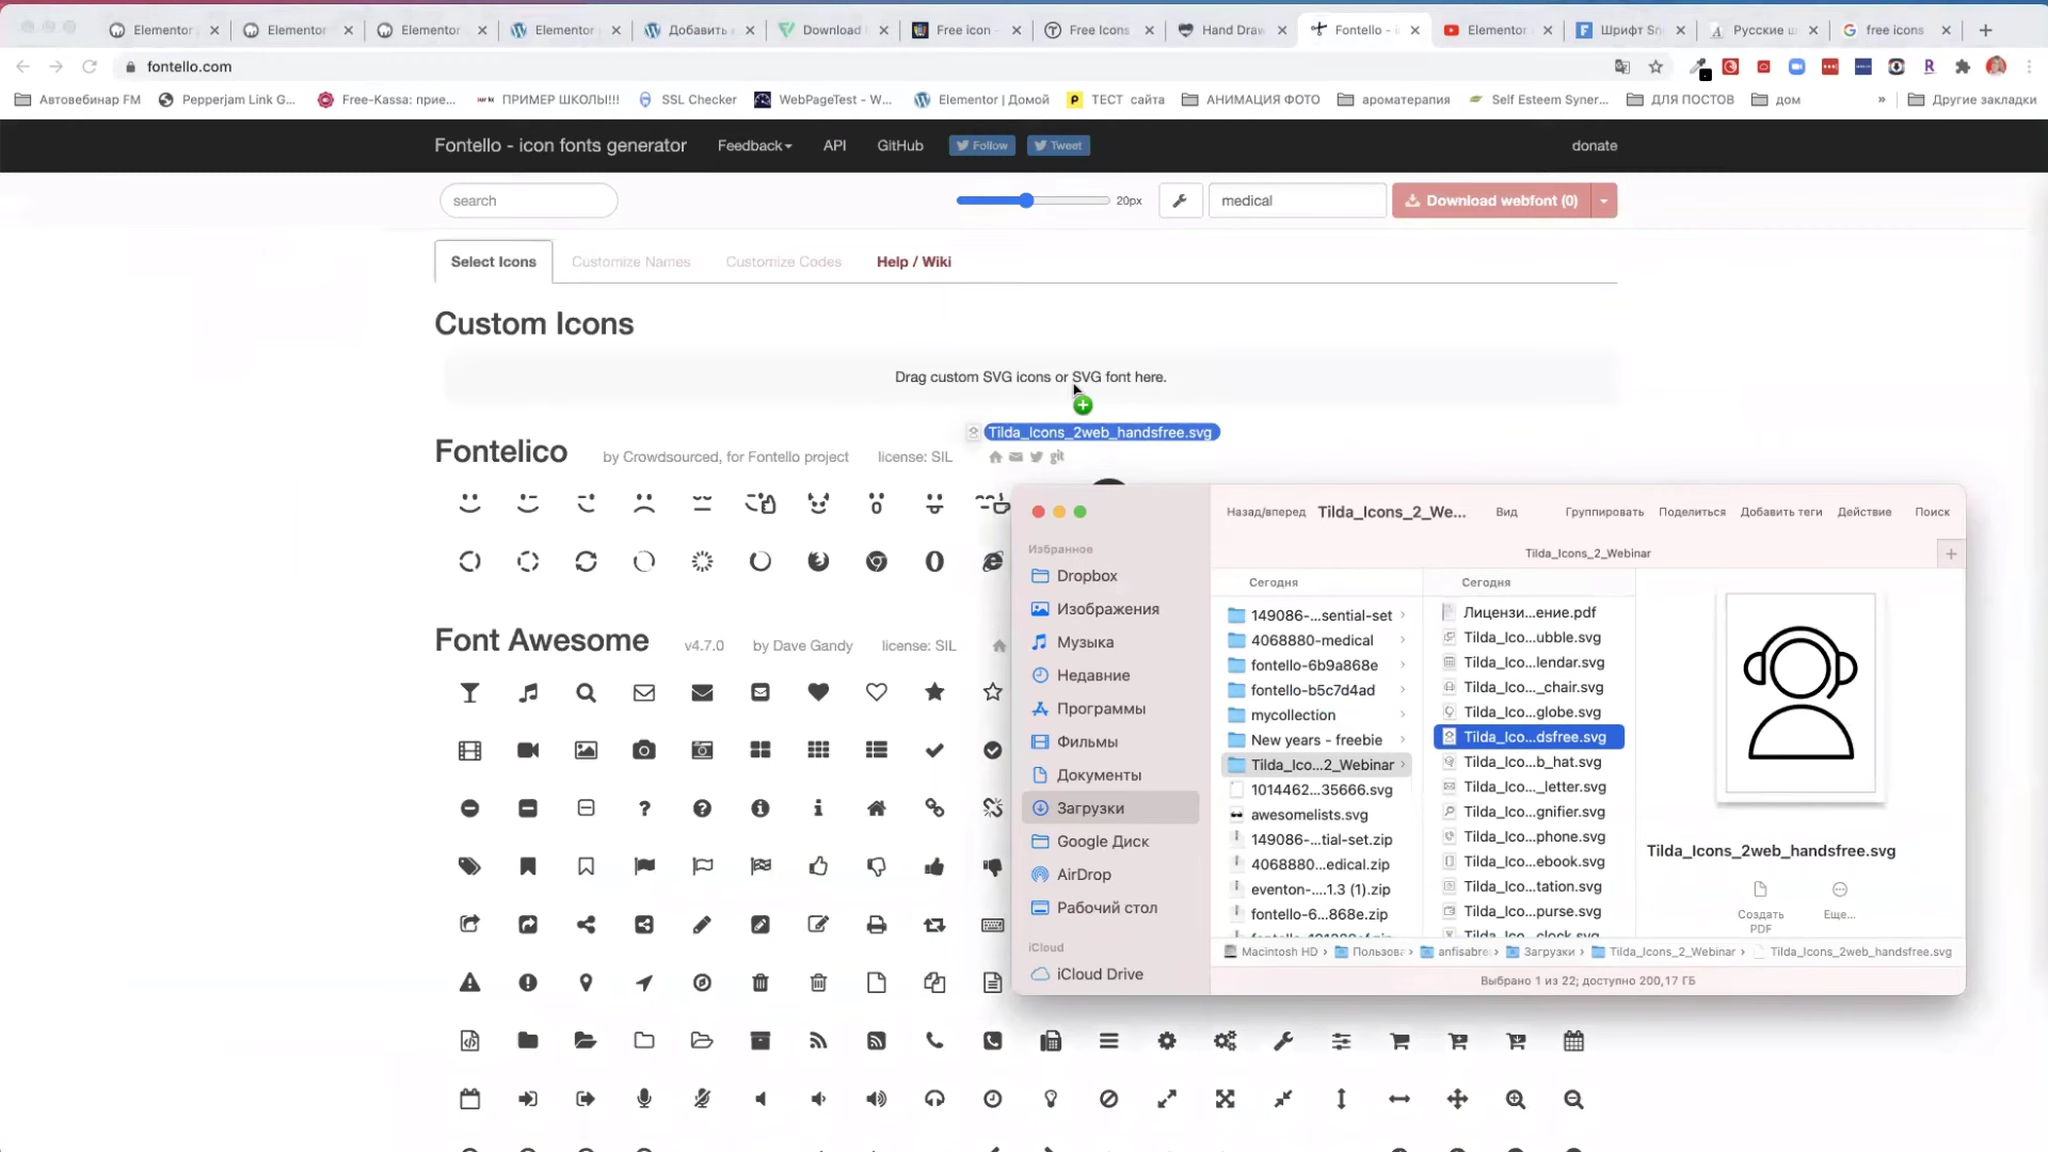 Elementor
Elementor
Elementor
Elementor
Добавить
Download
Free icon -
Free Icons
Hand Draw
Fontello - i
Elementor
Шрифт Sn
Русские ш
free icons
fontello.com
Автовебинар FM
Pepperjam Link G...
Free-Kassa: прие...
ПРИМЕР ШКОЛЫ!!!
SSL Checker
WebPageTest - W...
Elementor | Домой
ТЕСТ сайта
АНИМАЦИЯ ФОТО
ароматерапия
Self Esteem Syner...
ДЛЯ ПОСТОВ
дом
»
Другие закладки
Fontello - icon fonts generator
Feedback
API
GitHub
Follow
Tweet
donate
search
20px
medical
Download webfont (0)
Select Icons
Customize Names
Customize Codes
Help / Wiki
Custom Icons
Drag custom SVG icons or SVG font here.
Tilda_Icons_2web_handsfree.svg
Fontelico
by Crowdsourced, for Fontello project
license: SIL
Font Awesome
v4.7.0
by Dave Gandy
license: SIL
Назад/вперед
Tilda_Icons_2_We...
Вид
Группировать
Поделиться
Добавить теги
Действие
Поиск
Tilda_Icons_2_Webinar
Избранное
Dropbox
Изображения
Музыка
Недавние
Программы
Фильмы
Документы
Загрузки
Google Диск
AirDrop
Рабочий стол
iCloud
iCloud Drive
Сегодня
149086-...sential-set
4068880-medical
fontello-6b9a868e
fontello-b5c7d4ad
mycollection
New years - freebie
Tilda_Ico...2_Webinar
1014462...35666.svg
awesomelists.svg
149086-...tial-set.zip
4068880...edical.zip
eventon-....1.3 (1).zip
fontello-6...868e.zip
Сегодня
Лицензи...ение.pdf
Tilda_Ico...ubble.svg
Tilda_Ico...lendar.svg
Tilda_Ico..._chair.svg
Tilda_Ico...globe.svg
Tilda_Ico...dsfree.svg
Tilda_Ico...b_hat.svg
Tilda_Ico..._letter.svg
Tilda_Ico...gnifier.svg
Tilda_Ico...phone.svg
Tilda_Ico...ebook.svg
Tilda_Ico...tation.svg
Tilda_Ico...purse.svg
Tilda_Ico...clock.svg
Tilda_Icons_2web_handsfree.svg
Создать
PDF
Еще...
Macintosh HD
Пользова
anfisabre
Загрузки
Tilda_Icons_2_Webinar
Tilda_Icons_2web_handsfree.svg
Выбрано 1 из 22; доступно 200,17 ГБ